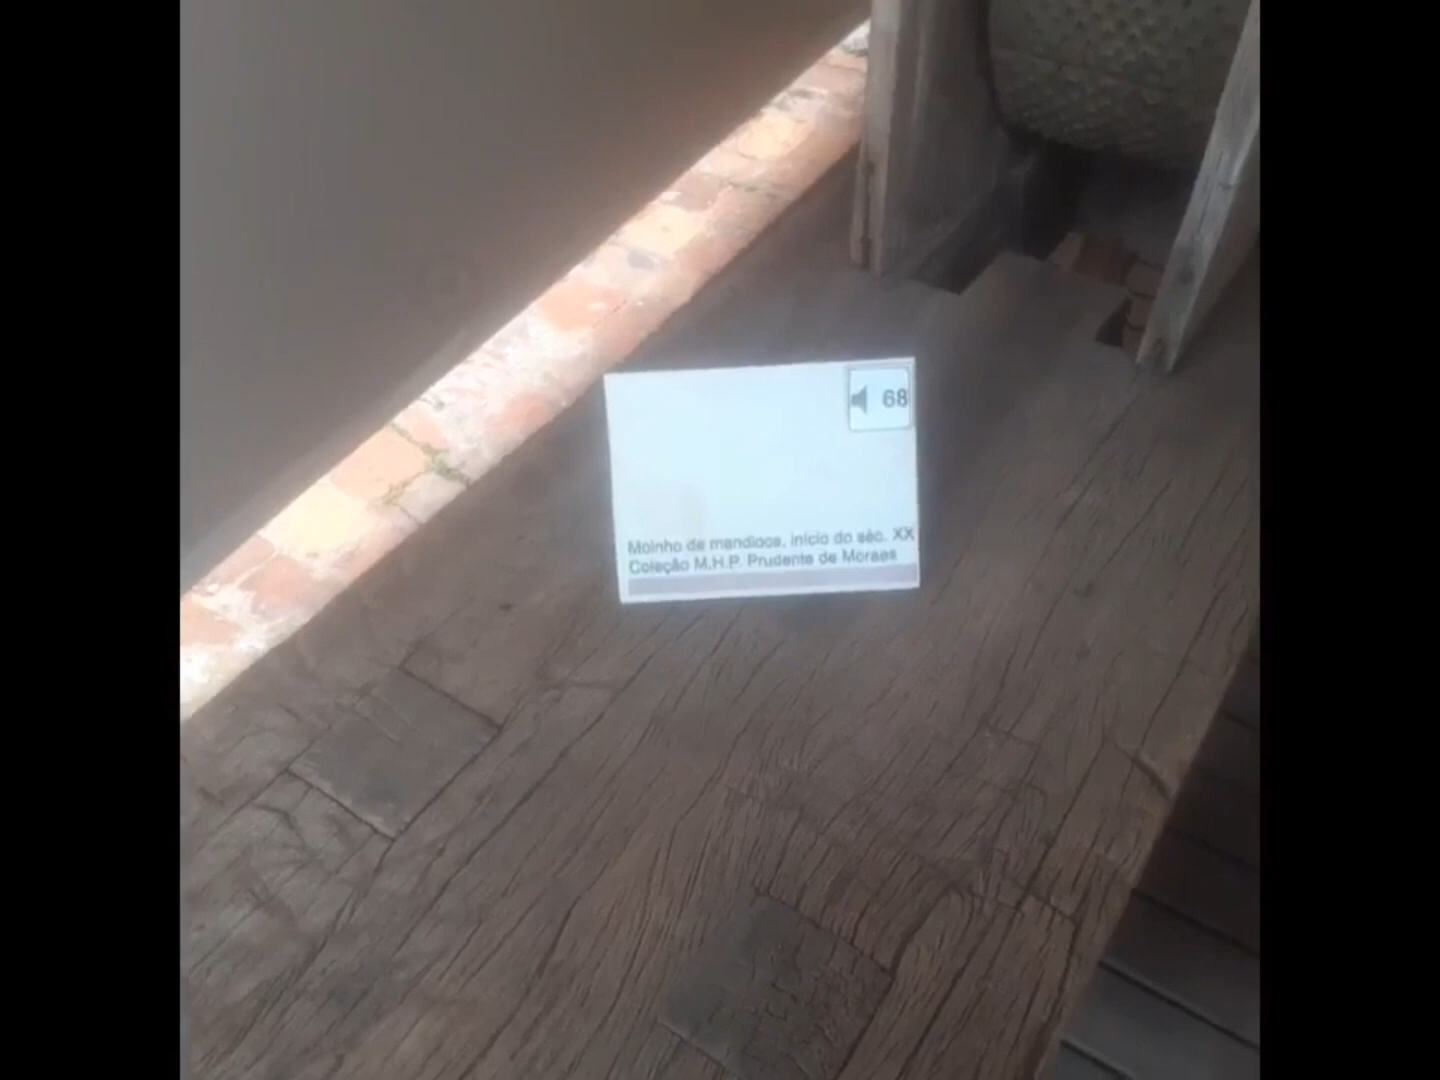 68
Moinho de mandioca, início do séc. XX
Coleção M.H.P. Prudente de Moraes